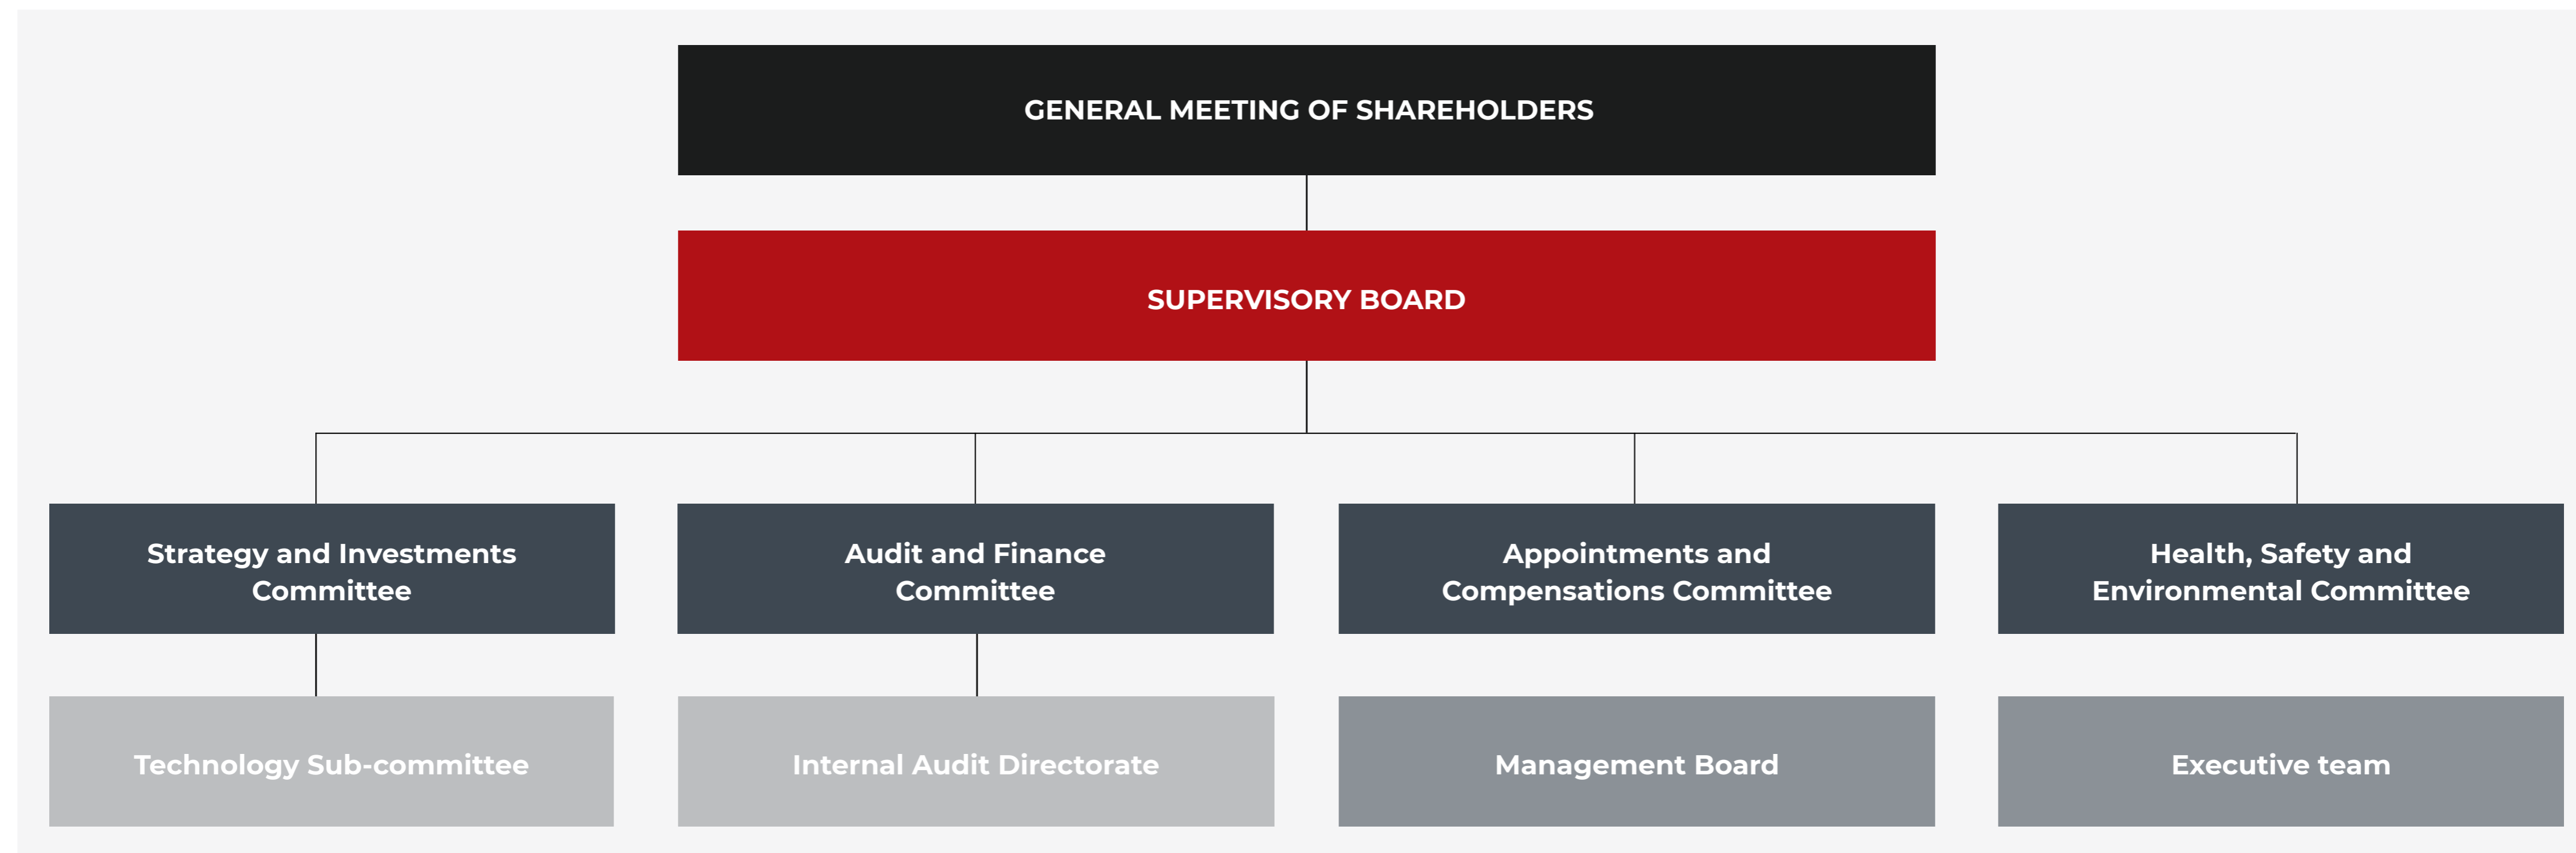 GENERAL MEETING OF SHAREHOLDERS
SUPERVISORY BOARD
Strategy and Investments
Committee
Audit and Finance
Committee
Appointments and
Compensations Committee
Health, Safety and
Environmental Committee
Technology Sub-committee
Internal Audit Directorate
Management Board
Executive team